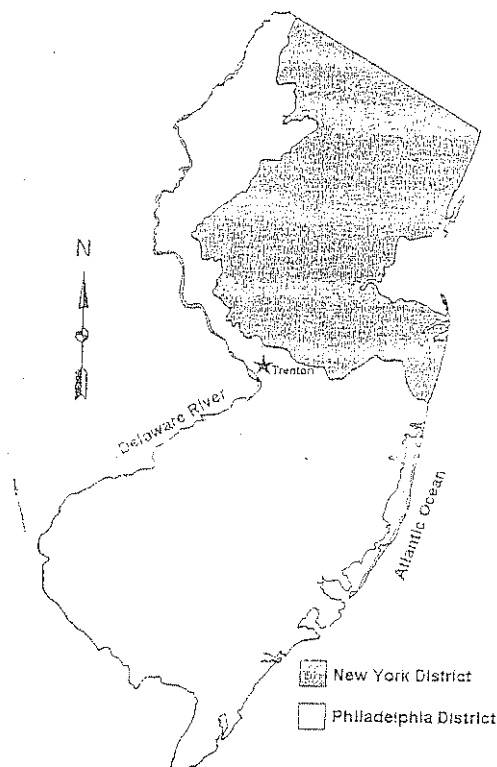 N
Trenton
Delaware River
Atlantic Ocean
New York District
Philadelphia District